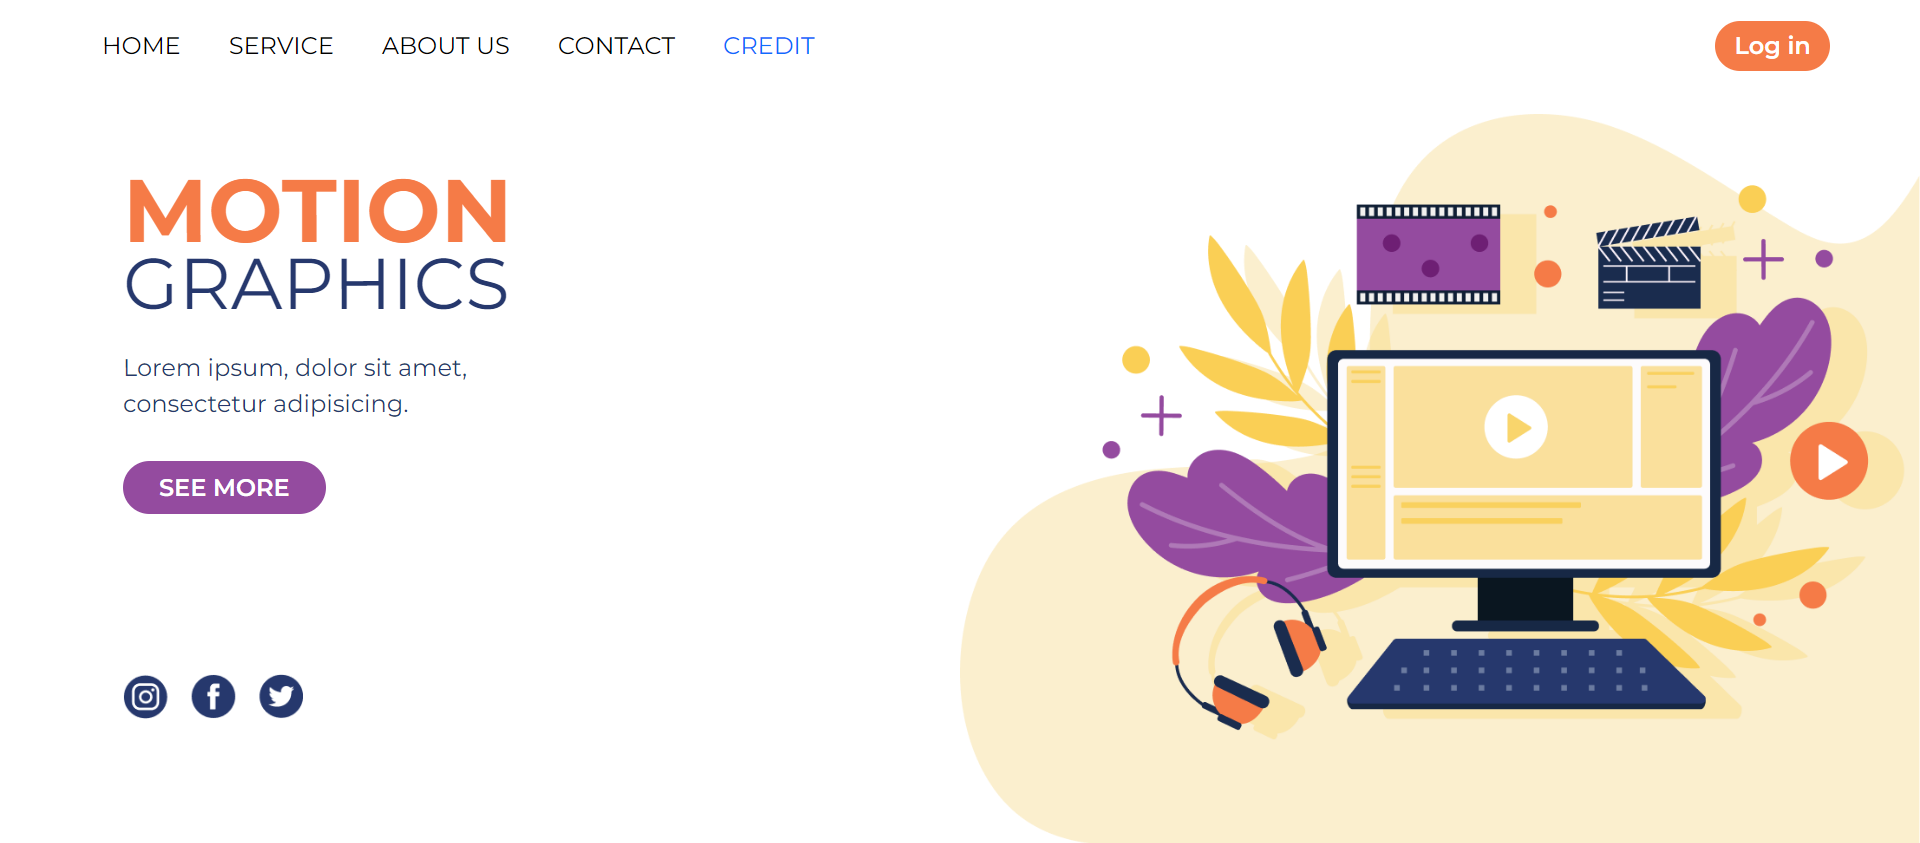 HOME SERVICE ABOUT US CONTACT CREDIT Log in
MOTION
GRAPHICS
Lorem ipsum, dolor sit amet,
consectetur adipisicing.
SEE MORE